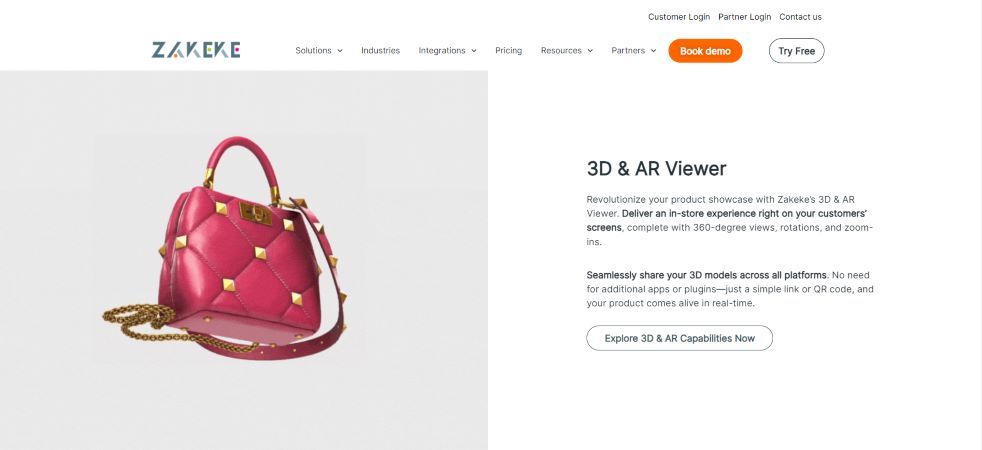 Customer Login Partner Login Contact us
ZAKEKE
Solutions Industries Integrations Pricing Resources Partners Book demo Try Free
3D & AR Viewer
Revolutionize your product showcase with Zakeke's 3D & AR
Viewer. Deliver an in-store experience right on your customers'
screens, complete with 360-degree views, rotations, and zoom-
ins.
Seamlessly share your 3D models across all platforms. No need
for additional apps or plugins—just a simple link or QR code, and
your product comes alive in real-time.
Explore 3D & AR Capabilities Now